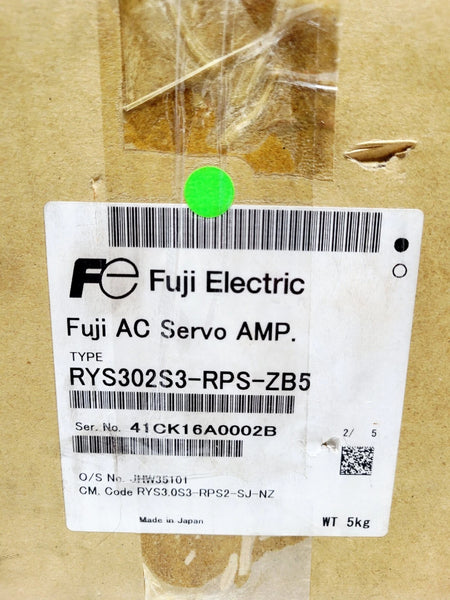 Fe Fuji Electric
Fuji AC Servo AMP.
TYPE
RYS302S3-RPS-ZB5
Ser. No. 41CK16A0002B
2/ 5
O/S No. JHW35101
CM. Code RYS3.0S3-RPS2-SJ-NZ
Made in Japan
WT 5kg